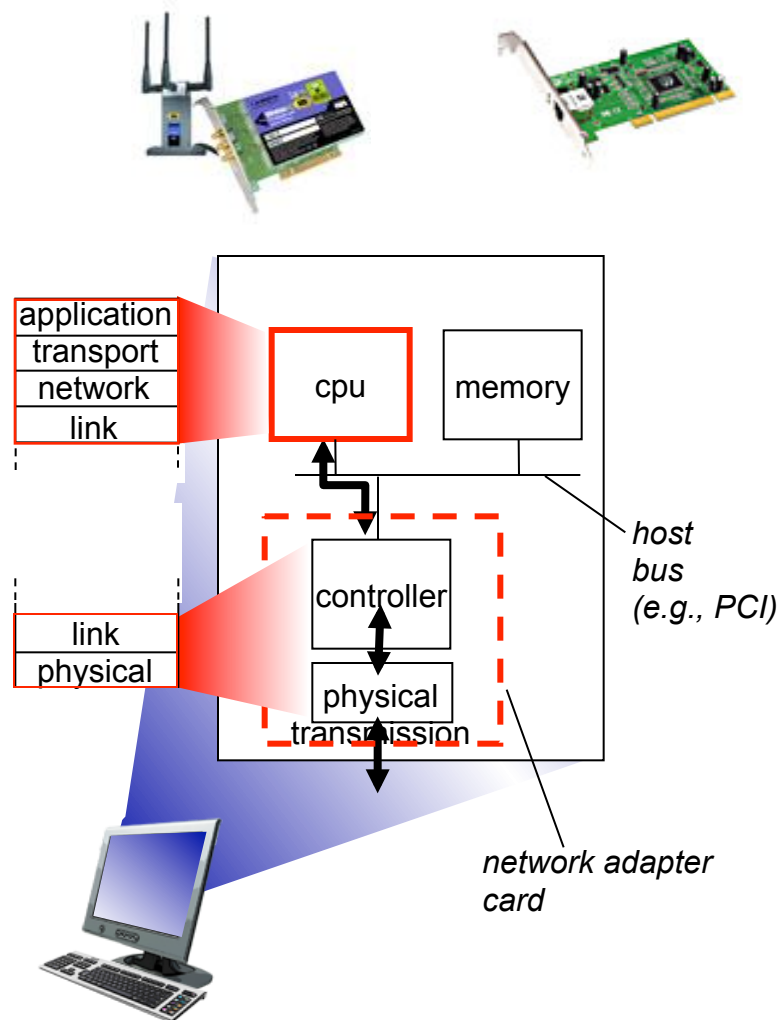 application
transport
network
link
cpu
memory
host
bus
(e.g., PCI)
controller
link
physical
physical
transmission
network adapter
card